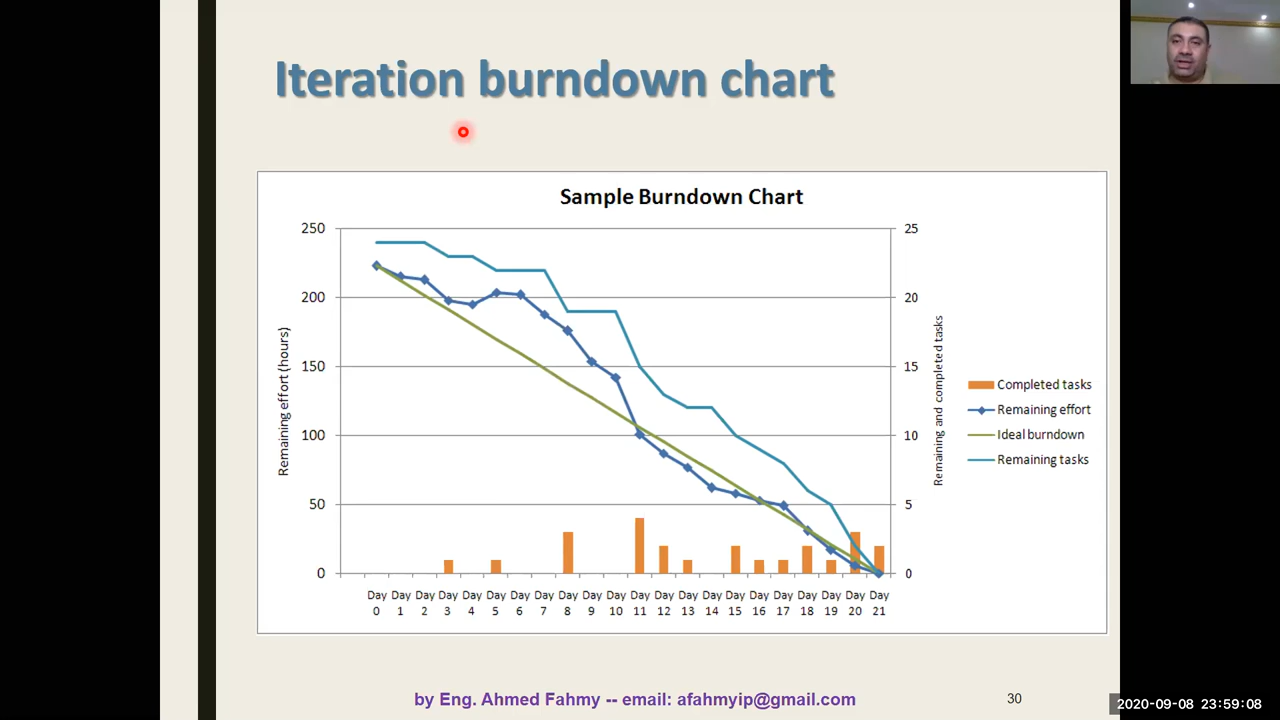 Iteration burndown chart
Sample Burndown Chart
250
200
150
100
50
0
Remaining effort (hours)
25
20
15
10
5
0
Remaining and completed tasks
Completed tasks
Remaining effort
Ideal burndown
Remaining tasks
Day Day Day Day Day Day Day Day Day Day Day Day Day Day Day Day Day Day Day Day Day Day
0 1 2 3 4 5 6 7 8 9 10 11 12 13 14 15 16 17 18 19 20 21
by Eng. Ahmed Fahmy -- email: afahmyip@gmail.com
30
2020-09-08 23:59:08